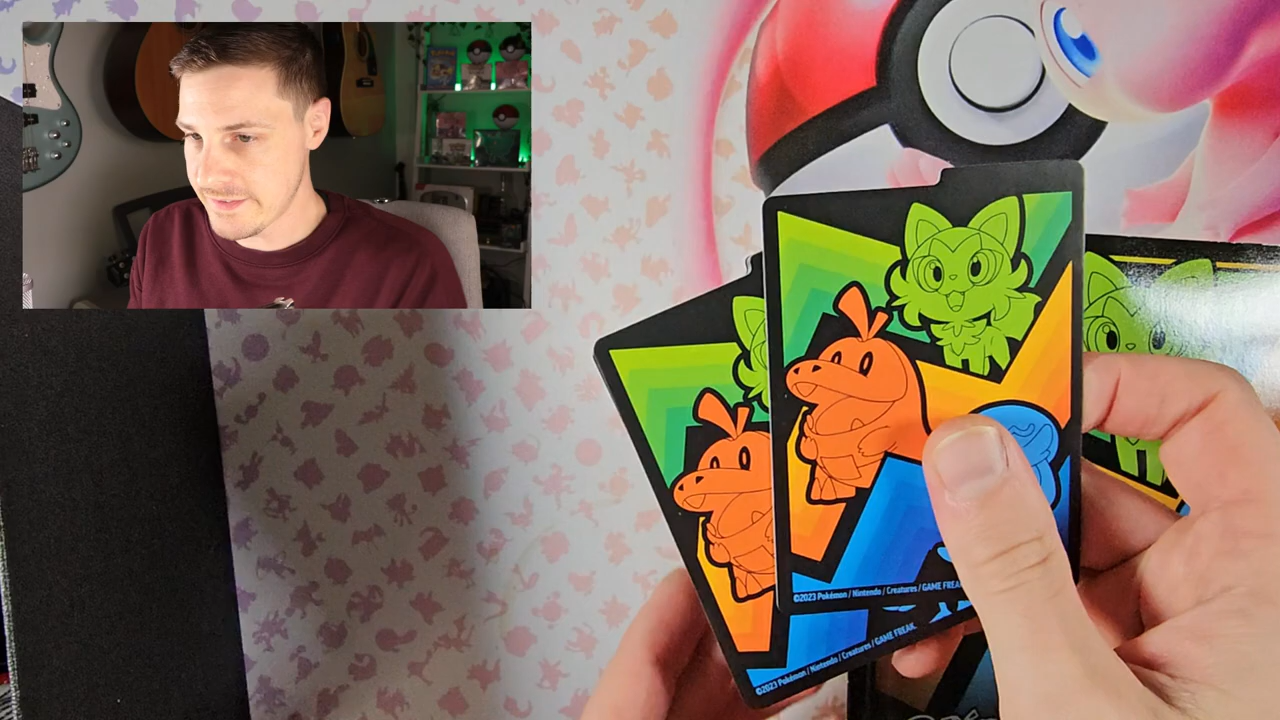 ©2023 Pokémon / Nintendo / Creatures / GAME FREAK
©2023 Pokémon / Nintendo / Creatures / GAME FREAK.